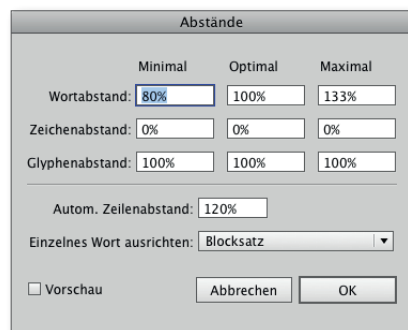 Abstände
Minimal Optimal Maximal
Wortabstand: 80% 100% 133%
Zeichenabstand: 0% 0% 0%
Glyphenabstand: 100% 100% 100%
Autom. Zeilenabstand: 120%
Einzelnes Wort ausrichten: Blocksatz
Vorschau Abbrechen OK